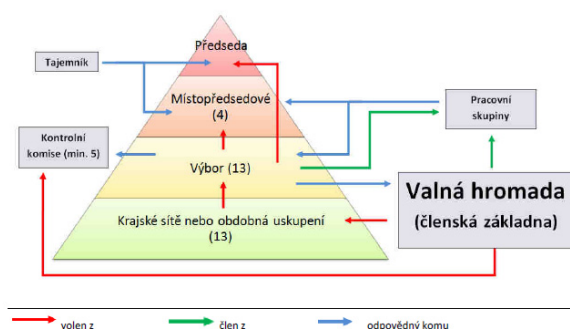 Předseda
Tajemník
Místopředsedové
(4)
Pracovní
skupiny
Kontrolní
komise (min. 5)
Výbor (13)
Valná hromada
(členská základna)
Krajské sítě nebo obdobná uskupení
(13)
volen z
člen z
odpovědný komu